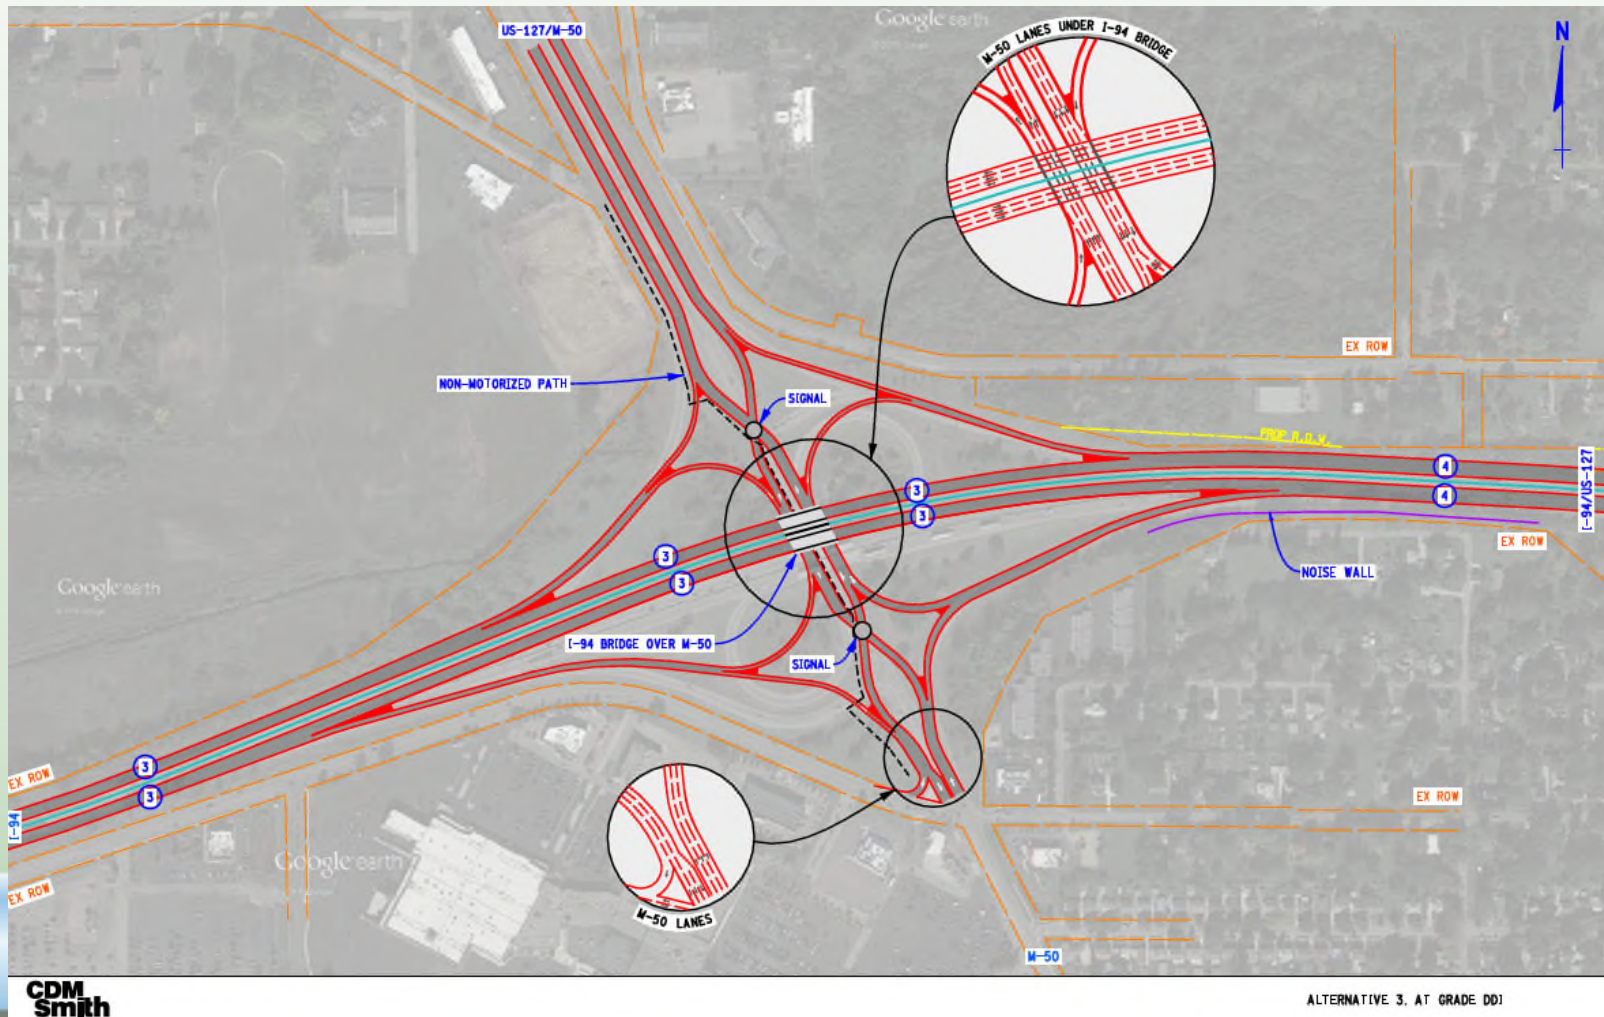 US-127/M-50
Google earth
M-50 LANES UNDER I-94 BRIDGE
N
EX ROW
NON-MOTORIZED PATH
SIGNAL
PROP R.O.W.
3
4
I-94/US-127
3
4
EX ROW
3
3
NOISE WALL
Google earth
I-94 BRIDGE OVER M-50
SIGNAL
3
3
EX ROW
EX ROW
I-94
Google earth
EX ROW
M-50 LANES
M-50
CDM
Smith
ALTERNATIVE 3, AT GRADE DDI